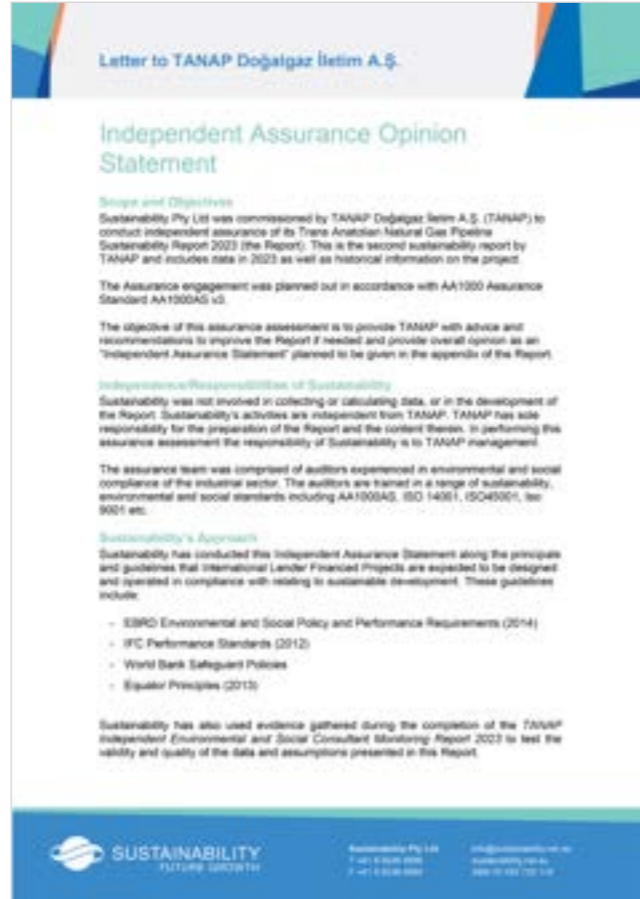 Letter to TANAP Doğalgaz İletim A.Ş.
Independent Assurance Opinion
Statement
Scope and Objectives
Sustainability Pty Ltd was commissioned by TANAP Doğalgaz İletim A.Ş. (TANAP) to
conduct independent assurance of its Trans Anatolian Natural Gas Pipeline
Sustainability Report 2023 (the Report). This is the second sustainability report by
TANAP and includes data in 2023 as well as historical information on the project.
The Assurance engagement was planned out in accordance with AA1000 Assurance
Standard AA1000AS v3.
The objective of this assurance assessment is to provide TANAP with advice and
recommendations to improve the Report if needed and provide overall opinion as an
"Independent Assurance Statement" planned to be given in the appendix of the Report.
Independence/Responsibilities of Sustainability
Sustainability was not involved in collecting or calculating data, or in the development of
the Report. Sustainability's activities are independent from TANAP. TANAP has sole
responsibility for the preparation of the Report and the content therein. In performing this
assurance assessment the responsibility of Sustainability is to TANAP management.
The assurance team was comprised of auditors experienced in environmental and social
compliance of the industrial sector. The auditors are trained in a range of sustainability,
environmental and social standards including AA1000AS, ISO 14001, ISO45001, Iso
9001 etc.
Sustainability's Approach
Sustainability has conducted this Independent Assurance Statement along the principals
and guidelines that International Lender Financed Projects are expected to be designed
and operated in compliance with relating to sustainable development. These guidelines
include:
- EBRD Environmental and Social Policy and Performance Requirements (2014)
- IFC Performance Standards (2012)
- World Bank Safeguard Policies
- Equator Principles (2013)
Sustainability has also used evidence gathered during the completion of the TANAP
Independent Environmental and Social Consultant Monitoring Report 2023 to test the
validity and quality of the data and assumptions presented in this Report.
SUSTAINABILITY
FUTURE GROWTH
Sustainability Pty Ltd